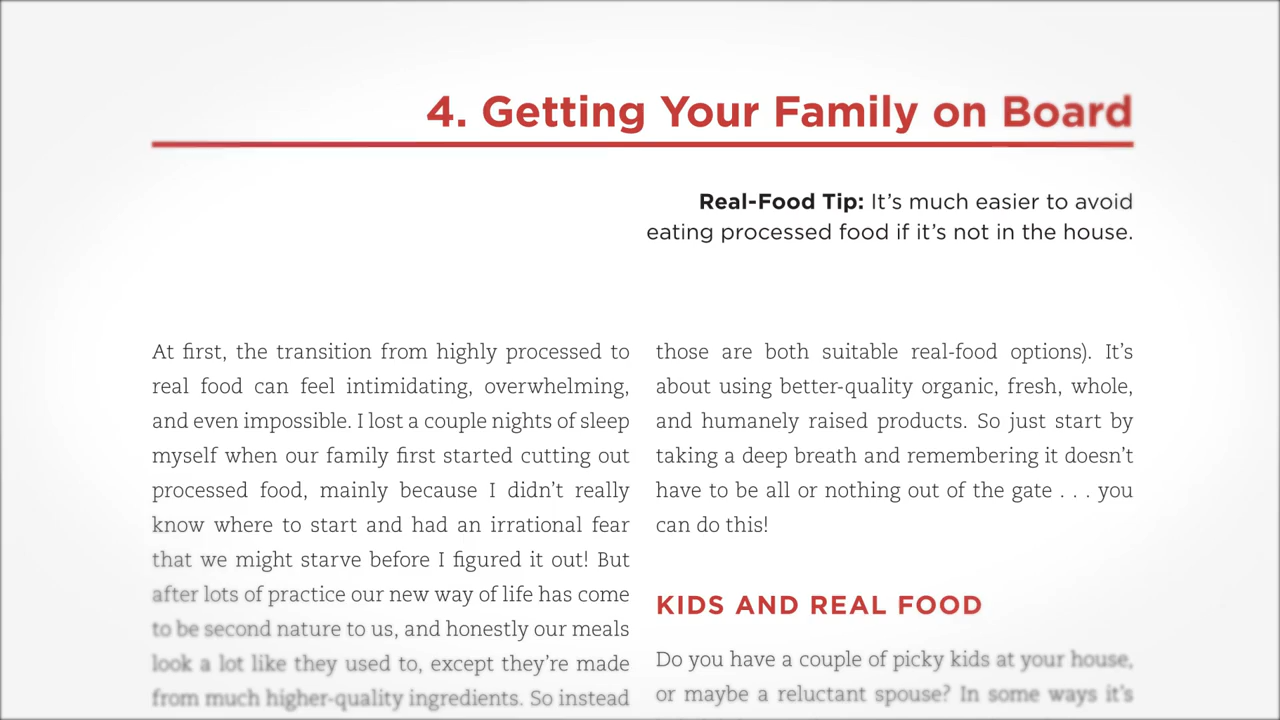 4. Getting Your Family on Board
Real-Food Tip: It’s much easier to avoid
eating processed food if it’s not in the house.
At first, the transition from highly processed to
real food can feel intimidating, overwhelming,
and even impossible. I lost a couple nights of sleep
myself when our family first started cutting out
processed food, mainly because I didn’t really
know where to start and had an irrational fear
that we might starve before I figured it out! But
after lots of practice our new way of life has come
to be second nature to us, and honestly our meals
look a lot like they used to, except they’re made
from much higher-quality ingredients. So instead
those are both suitable real-food options). It’s
about using better-quality organic, fresh, whole,
and humanely raised products. So just start by
taking a deep breath and remembering it doesn’t
have to be all or nothing out of the gate . . . you
can do this!
KIDS AND REAL FOOD
Do you have a couple of picky kids at your house,
or maybe a reluctant spouse? In some ways it’s